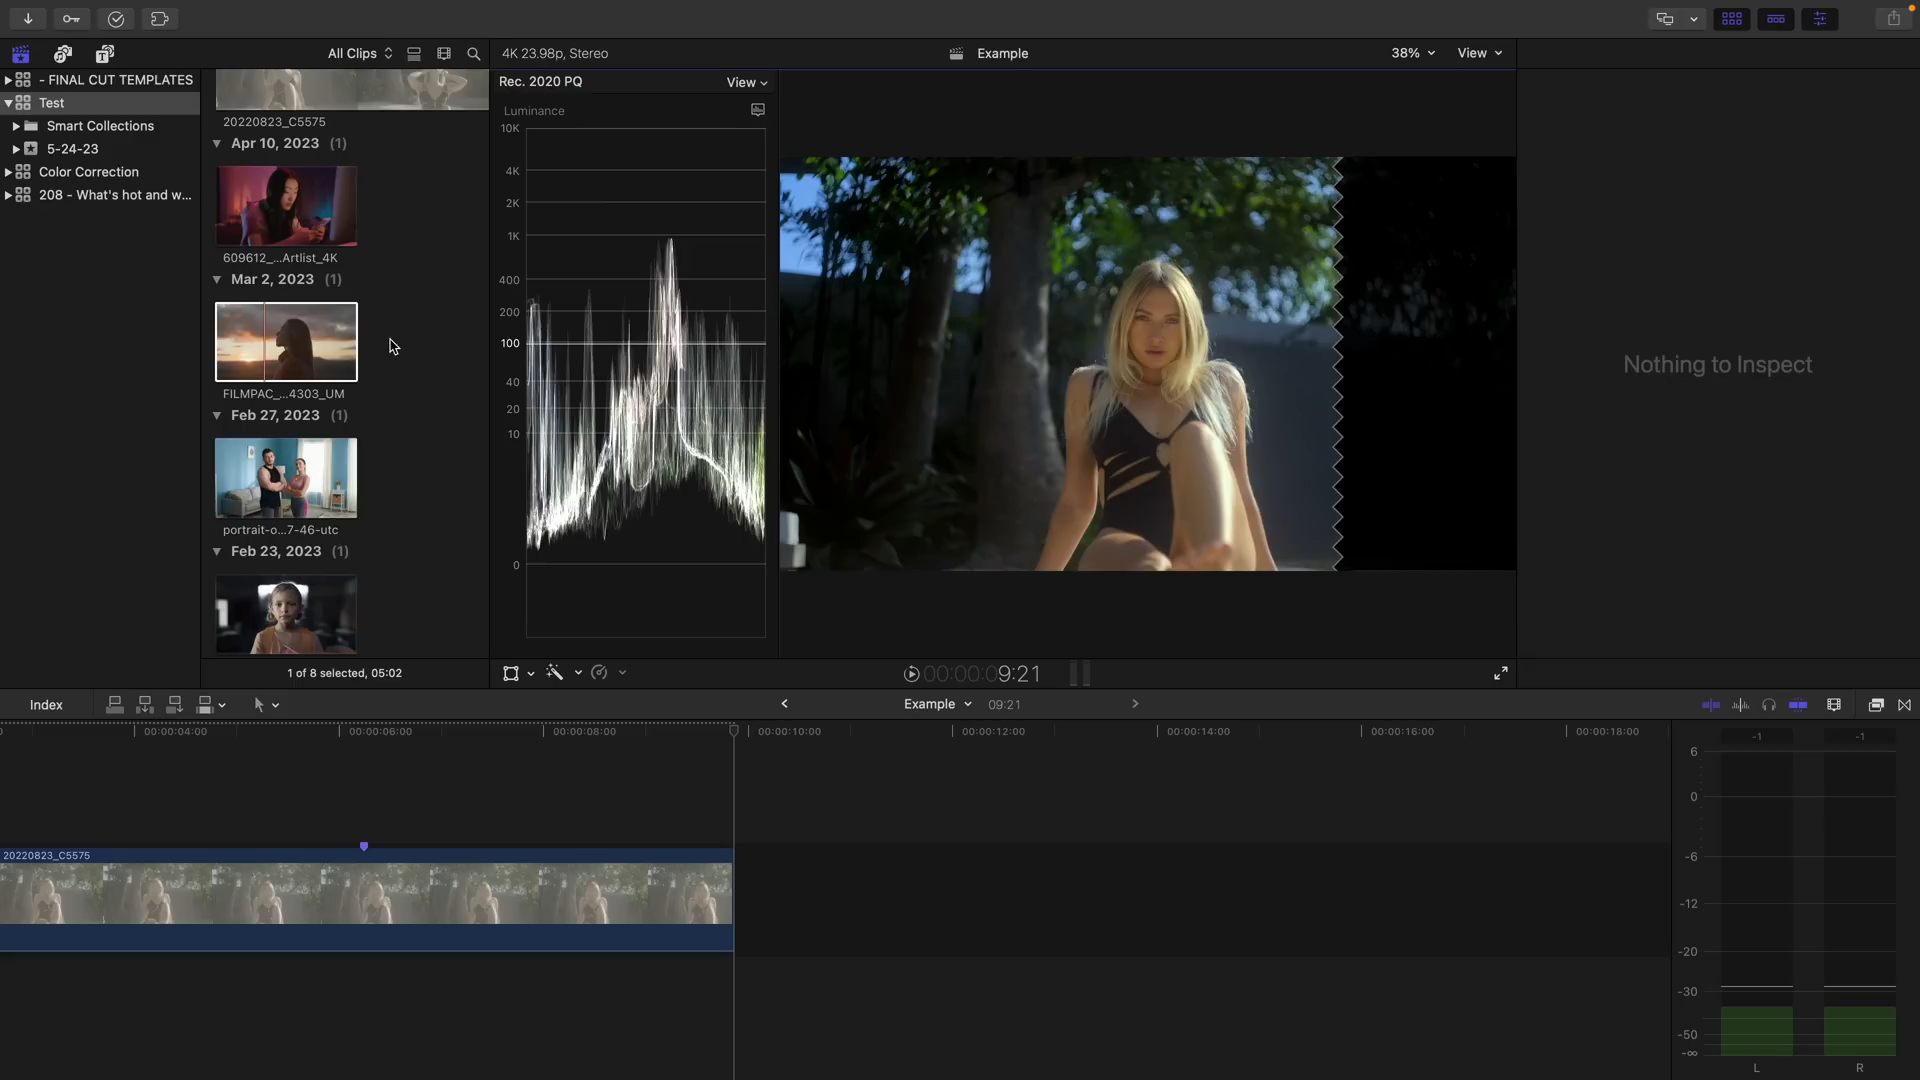 All Clips
4K 23.98p, Stereo
Example
38%
View
- FINAL CUT TEMPLATES
Test
Smart Collections
5-24-23
Color Correction
208 - What's hot and w...
20220823_C5575
Apr 10, 2023 (1)
609612_...Artlist_4K
Mar 2, 2023 (1)
FILMPAC_...4303_UM
Feb 27, 2023 (1)
portrait-o...7-46-utc
Feb 23, 2023 (1)
1 of 8 selected, 05:02
Rec. 2020 PQ
View
Luminance
10K
4K
2K
1K
400
200
100
40
20
10
0
Nothing to Inspect
00:00:09:21
Index
Example
09:21
00:00:04:00
00:00:06:00
00:00:08:00
00:00:10:00
00:00:12:00
00:00:14:00
00:00:16:00
00:00:18:00
20220823_C5575
-1
-1
6
0
-6
-12
-20
-30
-50
-∞
L
R